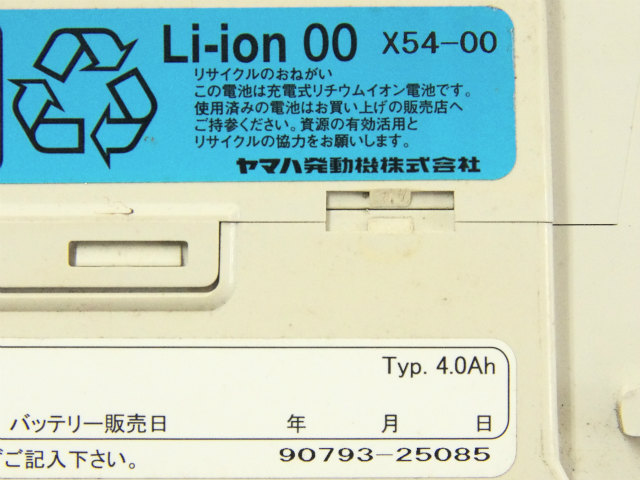 Li-ion 00 X54-00
リサイクルのおねがい
この電池は充電式リチウムイオン電池です。
使用済みの電池はお買い上げの販売店へ
ご持参ください。資源の有効活用と
リサイクルの協力をお願いします。
ヤマハ発動機株式会社
Typ. 4.0Ah
バッテリー販売日 年 月 日
ご記入下さい。 90793-25085